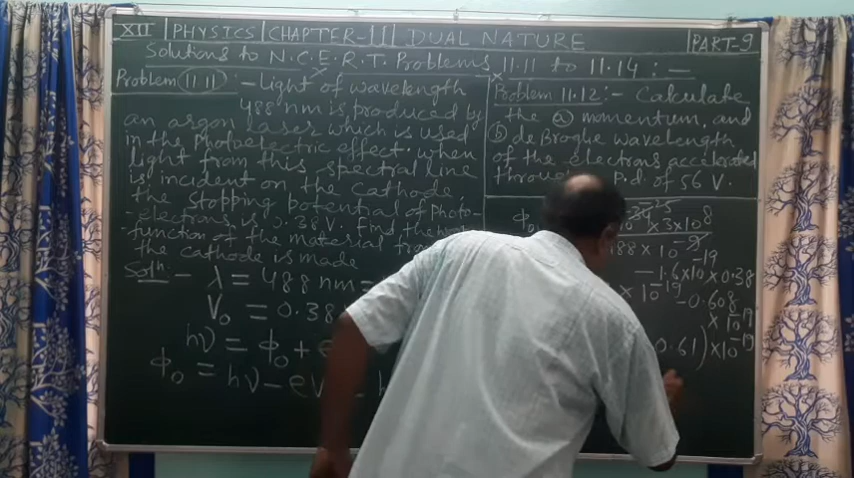 XII PHYSICS CHAPTER-III DUAL NATURE PART-9
Solutions to N.C.E.R.T. Problems 11.11 to 11.14 :-
Problem 11.11 :- Light of wavelength
488 nm is produced by
an argon laser which is used
in the Photoelectric effect. When
light from this spectral line
is incident on the Cathode
the stopping potential of photo-
-electrons is 0.38V. Find the
-function of the material from
the cathode is made
Soln - λ = 488 nm =
V₀ = 0.38
hν = ϕ₀ + e
ϕ₀ = hν - eV
Problem 11.12 :- Calculate
the (a) momentum, and
(b) de Broglie wavelength
of the electrons accelerated
through P.d. of 56 V.
ϕ₀
× 3×10⁸
488 × 10⁻⁹
-1.6×10⁻¹⁹ × 0.38
× 10⁻¹⁹ -0.608
× 10⁻¹⁹
0.61) × 10⁻¹⁹